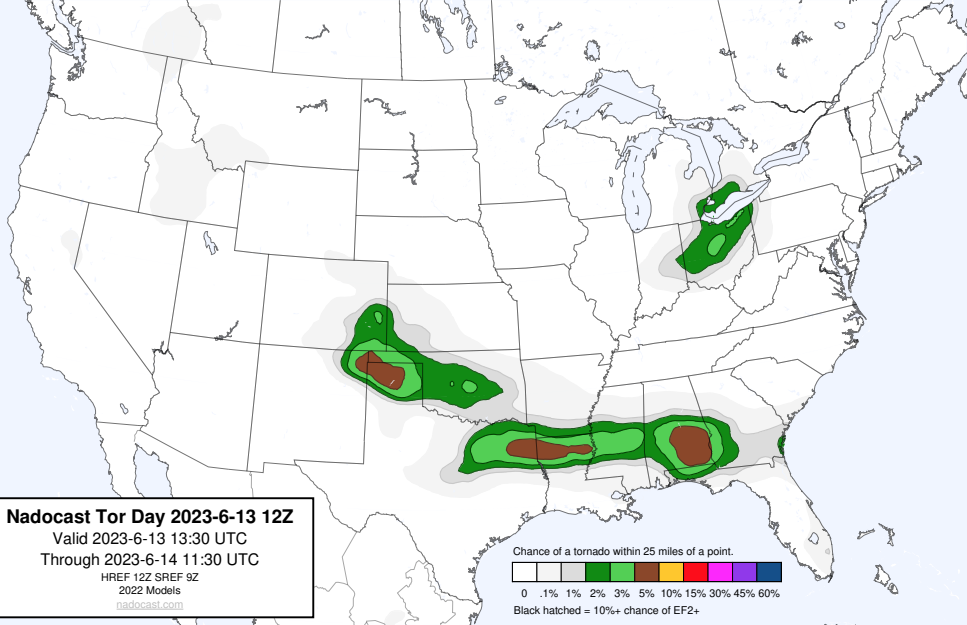 Nadocast Tor Day 2023-6-13 12Z
Valid 2023-6-13 13:30 UTC
Through 2023-6-14 11:30 UTC
HREF 12Z SREF 9Z
2022 Models
nadocast.com
Chance of a tornado within 25 miles of a point.
0 .1% 1% 2% 3% 5% 10% 15% 30% 45% 60%
Black hatched = 10%+ chance of EF2+